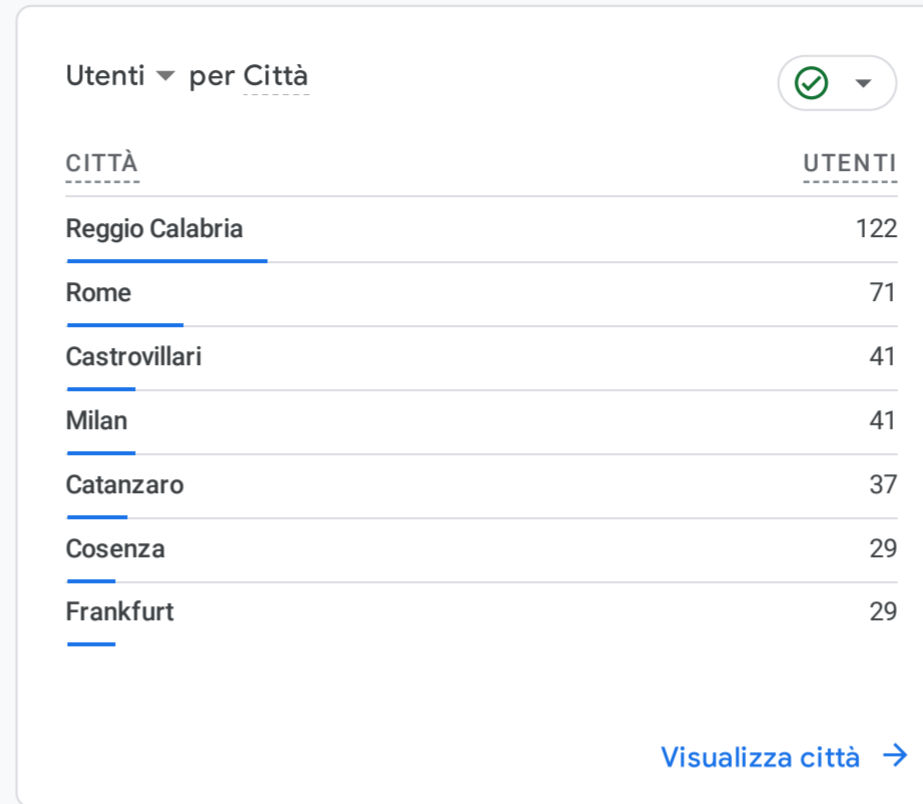 Utenti per Città
CITTÀ UTENTI
Reggio Calabria 122
Rome 71
Castrovillari 41
Milan 41
Catanzaro 37
Cosenza 29
Frankfurt 29
Visualizza città